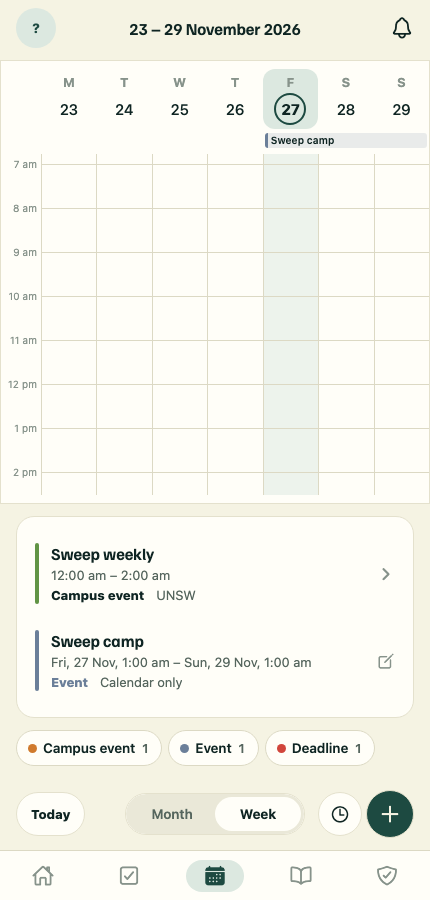 ?
23 – 29 November 2026
M T W T F S S
23 24 25 26 27 28 29
Sweep camp
7 am
8 am
9 am
10 am
11 am
12 pm
1 pm
2 pm
Sweep weekly
12:00 am – 2:00 am
Campus event UNSW
Sweep camp
Fri, 27 Nov, 1:00 am – Sun, 29 Nov, 1:00 am
Event Calendar only
Campus event 1 Event 1 Deadline 1
Today Month Week